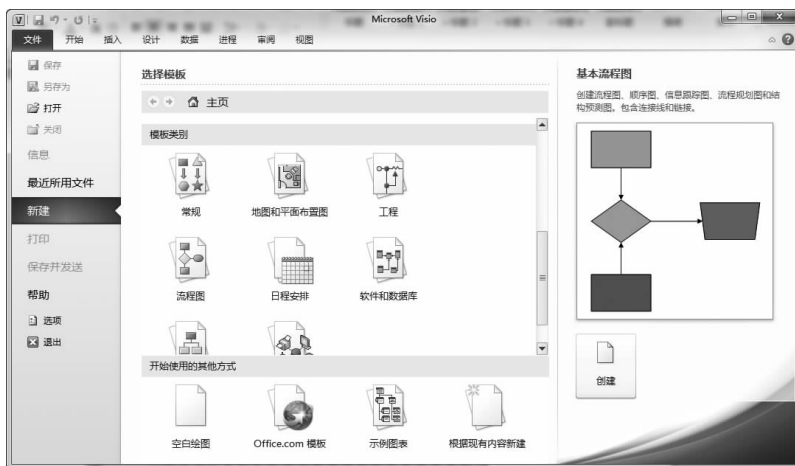 Microsoft Visio
文件 开始 插入 设计 数据 进程 审阅 视图
保存
另存为
打开
关闭
信息
最近所用文件
新建
打印
保存并发送
帮助
选项
退出
选择模板
主页
模板类别
常规 地图和平面布置图 工程
流程图 日程安排 软件和数据库
开始使用的其他方式
空白绘图 Office.com 模板 示例图表 根据现有内容新建
基本流程图
创建流程图、顺序图、信息跟踪图、流程规划图和结
构预测图。包含连接线和链接。
创建